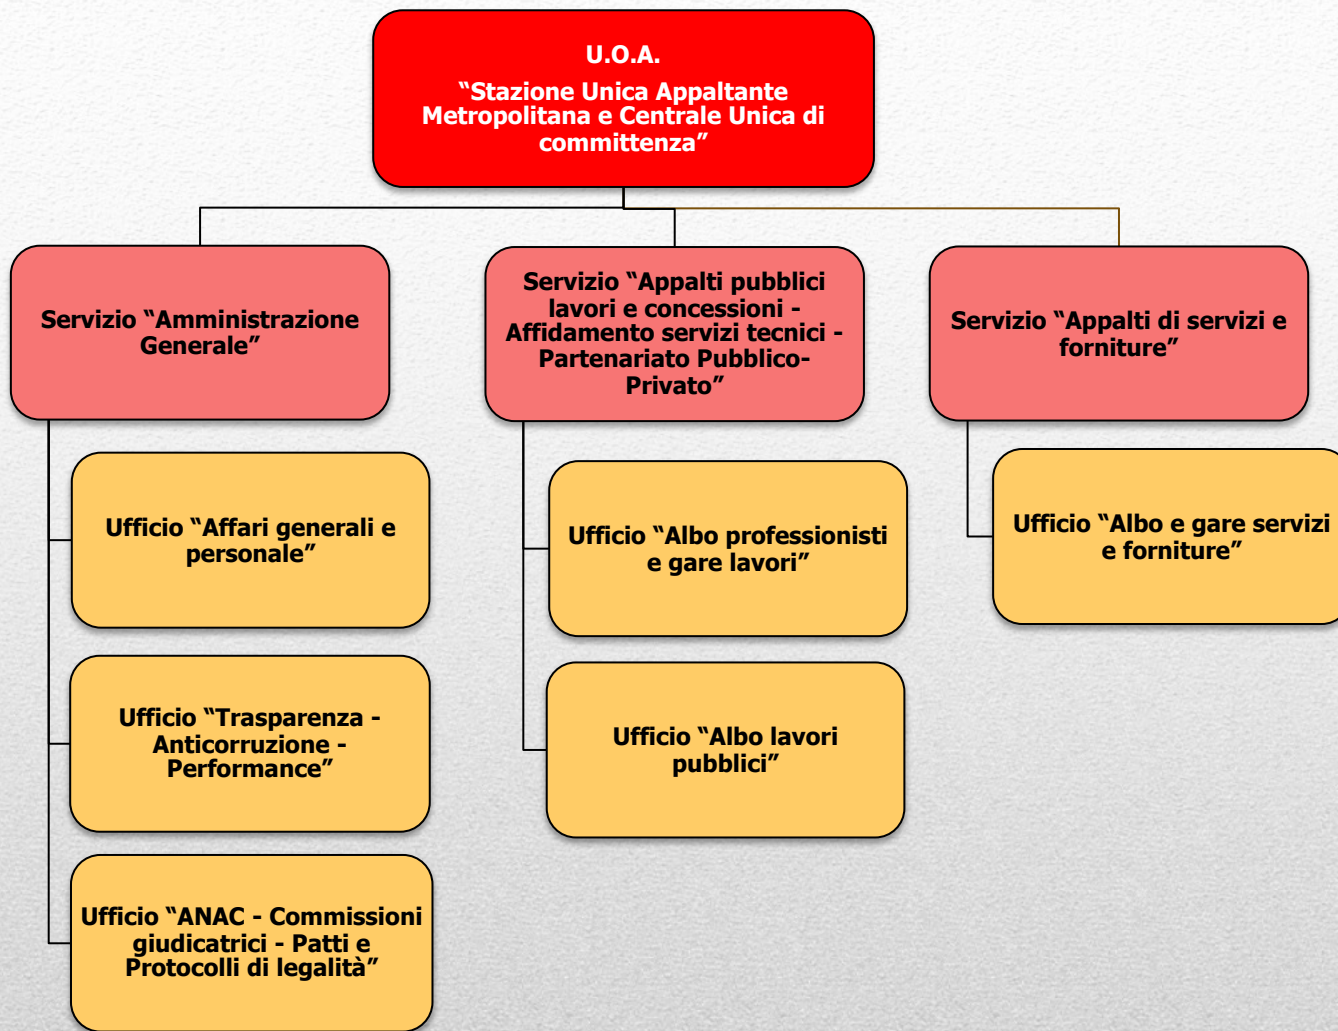 U.O.A.
“Stazione Unica Appaltante
Metropolitana e Centrale Unica di
committenza”
Servizio “Amministrazione
Generale”
Ufficio “Affari generali e
personale”
Ufficio “Trasparenza -
Anticorruzione -
Performance”
Ufficio “ANAC - Commissioni
giudicatrici - Patti e
Protocolli di legalità”
Servizio “Appalti pubblici
lavori e concessioni -
Affidamento servizi tecnici -
Partenariato Pubblico-
Privato”
Ufficio “Albo professionisti
e gare lavori”
Ufficio “Albo lavori
pubblici”
Servizio “Appalti di servizi e
forniture”
Ufficio “Albo e gare servizi
e forniture”